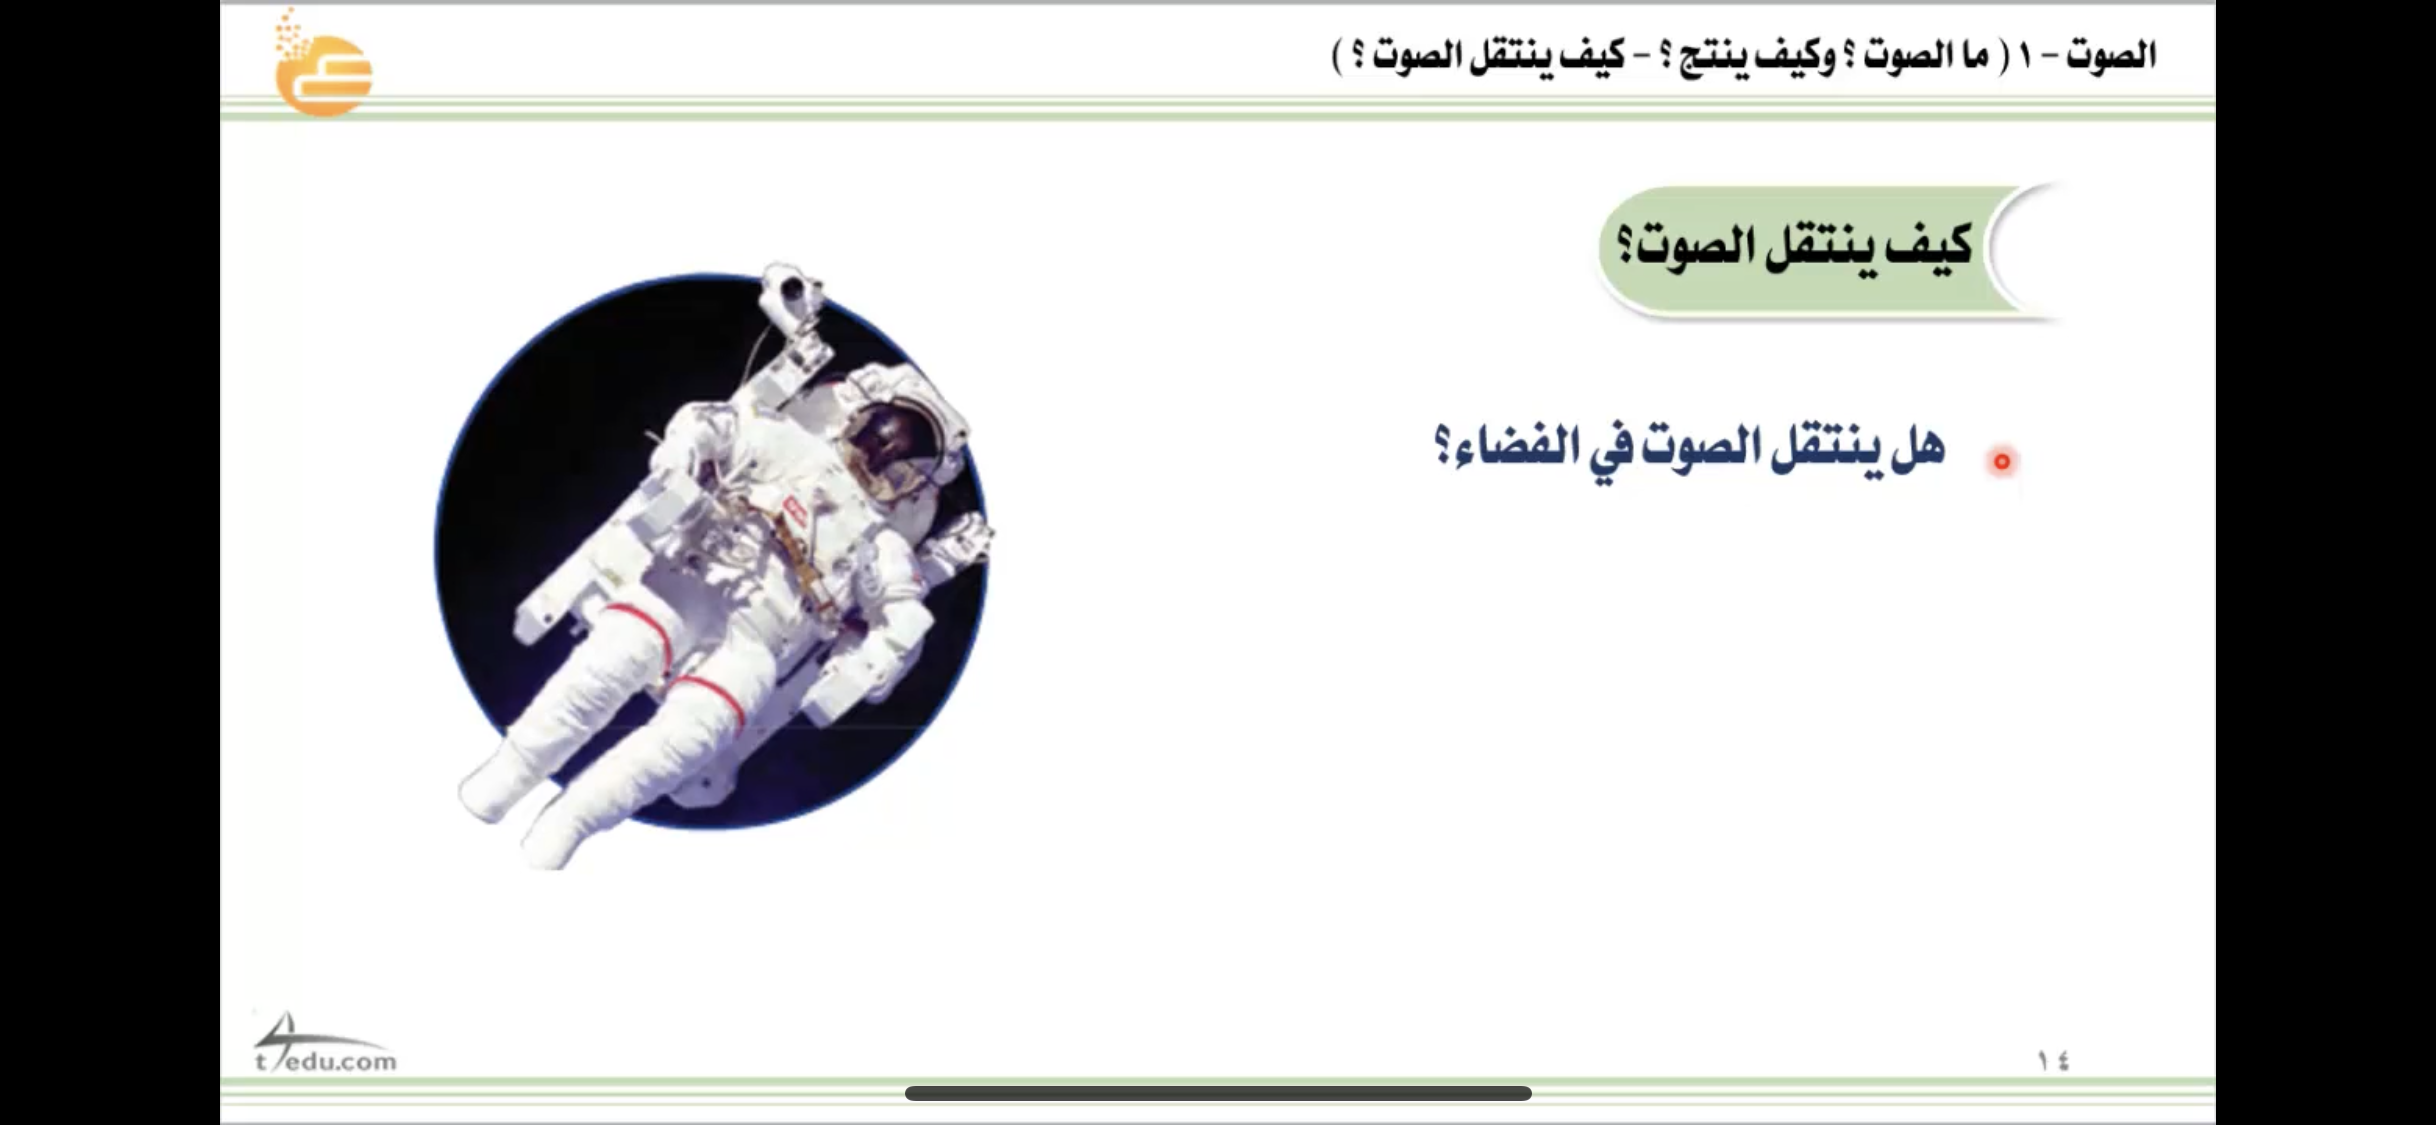 الصوت – ١ ( ما الصوت ؟ وكيف ينتج ؟ – كيف ينتقل الصوت ؟ )
كيف ينتقل الصوت؟
هل ينتقل الصوت في الفضاء؟
t4edu.com
١٤